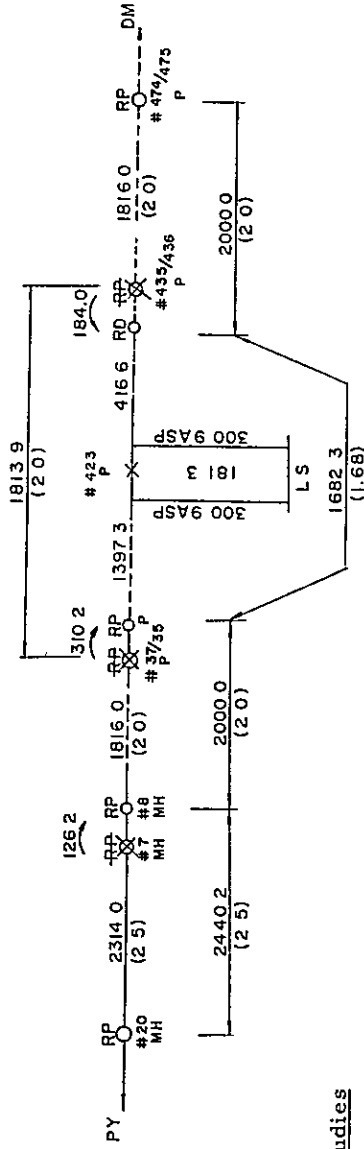 DM
RP
# 474/475
P
1816 0
(2 0)
2000.0
(2 0)
RP
#435/436
P
184.0
RD
416 6
1813 9
(2 0)
# 423
P
300 9ASP
181 3
300 9ASP
L S
1682 3
(1.68)
1397 3
310.2
RP
P
RP
#37/35
P
1816 0
(2 0)
2000.0
(2 0)
RP
#8
MH
126 2
RP
#7
MH
2314 0
(2 5)
2440.2
(2 5)
RP
#20
MH
PY
udies